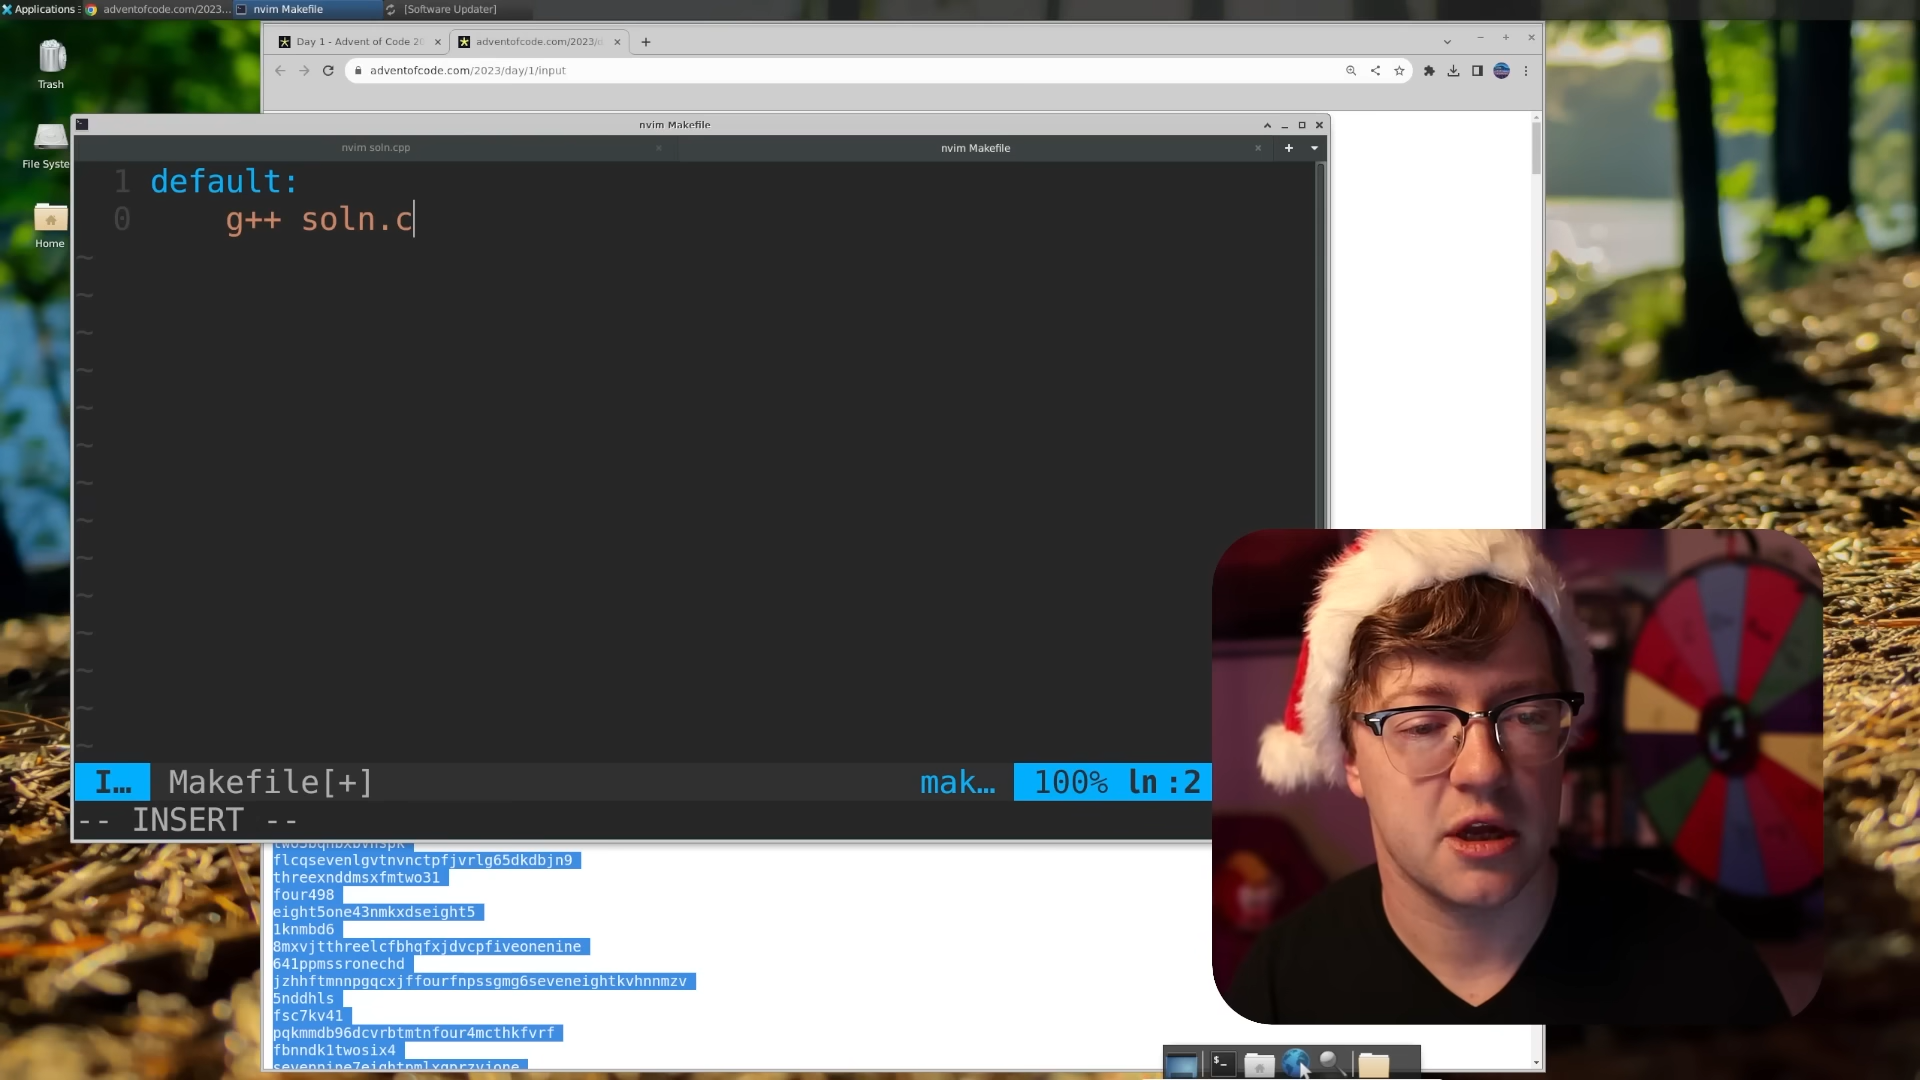 Applications
adventofcode.com/2023...
nvim Makefile
[Software Updater]
Trash
File Syste
Home
Day 1 - Advent of Code 20
adventofcode.com/2023/d
adventofcode.com/2023/day/1/input
nvim Makefile
nvim soln.cpp
nvim Makefile
1 default:
0 g++ soln.c
~
~
~
~
~
~
~
~
~
~
~
~
~
~
I... Makefile[+] mak... 100% ln :2
-- INSERT --
flcqsevenlgvtnvnctpfjvrlg65dkdbjn9
threexnddmsxfmtwo31
four498
eight5one43nmkxdseight5
1knmbd6
8mxvjtthreelcfbhqfxjdvcpfiveonenine
641ppmssronechd
jzhhftmnnpgqcxjffourfnpssgmg6seveneightkvhnnmzv
5nddhls
fsc7kv41
pqkmmdb96dcvrbtmtnfour4mcthkfvrf
fbnndk1twosix4